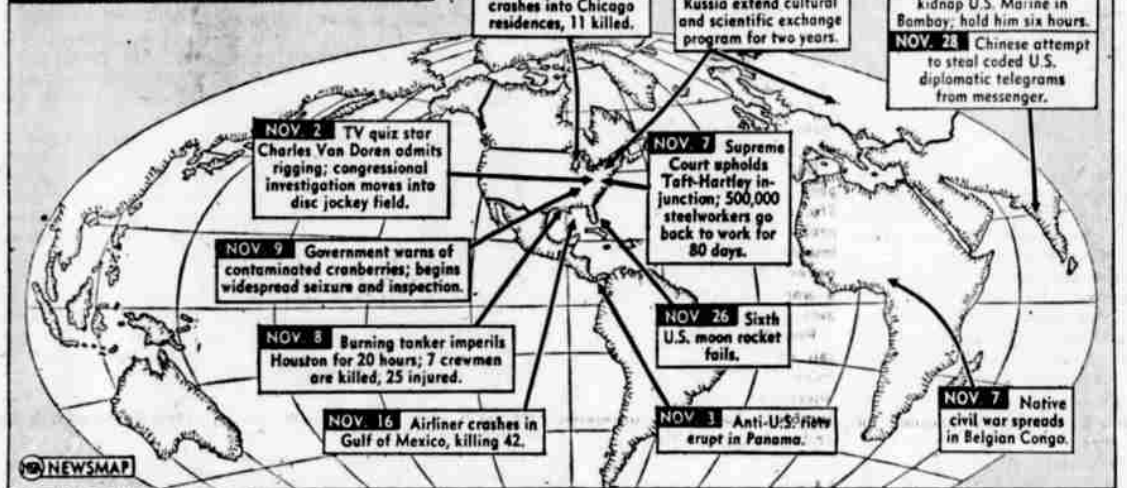 crashes into Chicago
residences, 11 killed.
Russia extend cultural
and scientific exchange
program for two years.
kidnap U.S. Marine in
Bombay; hold him six hours.
NOV. 28 Chinese attempt
to steal coded U.S.
diplomatic telegrams
from messenger.
NOV. 2 TV quiz star
Charles Van Doren admits
rigging; congressional
investigation moves into
disc jockey field.
NOV. 7 Supreme
Court upholds
Taft-Hartley in-
junction; 500,000
steelworkers go
back to work for
80 days.
NOV. 9 Government warns of
contaminated cranberries; begins
widespread seizure and inspection.
NOV. 8 Burning tanker imperils
Houston for 20 hours; 7 crewmen
are killed, 25 injured.
NOV. 26 Sixth
U.S. moon rocket
fails.
NOV. 16 Airliner crashes in
Gulf of Mexico, killing 42.
NOV. 3 Anti-U.S. riots
erupt in Panama.
NOV. 7 Native
civil war spreads
in Belgian Congo.
NEA NEWSMAP